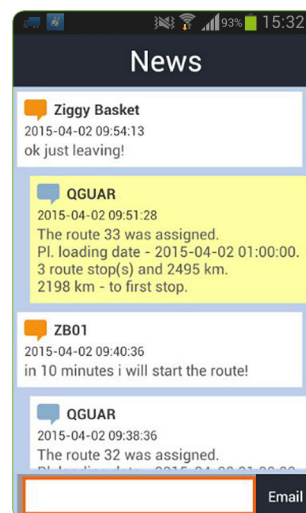 93% 15:32
News
Ziggy Basket
2015-04-02 09:54:13
ok just leaving!
QGUAR
2015-04-02 09:51:28
The route 33 was assigned.
Pl. loading date - 2015-04-02 01:00:00.
3 route stop(s) and 2495 km.
2198 km - to first stop.
ZB01
2015-04-02 09:40:36
in 10 minutes i will start the route!
QGUAR
2015-04-02 09:38:36
The route 32 was assigned.
Email